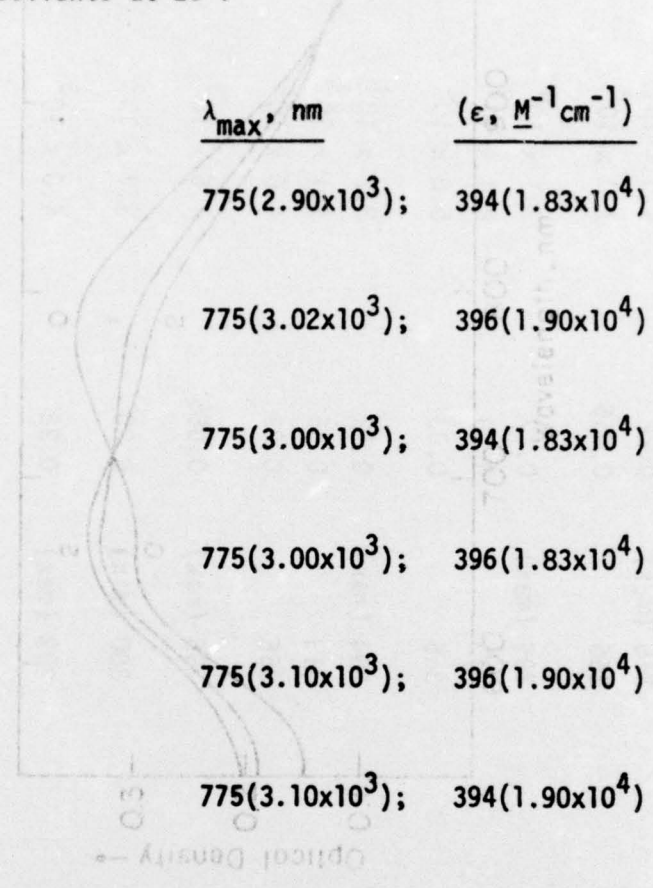 λmax, nm (ε, M⁻¹cm⁻¹)
775(2.90x10³); 394(1.83x10⁴)
775(3.02x10³); 396(1.90x10⁴)
775(3.00x10³); 394(1.83x10⁴)
775(3.00x10³); 396(1.83x10⁴)
775(3.10x10³); 396(1.90x10⁴)
775(3.10x10³); 394(1.90x10⁴)
Optical Density